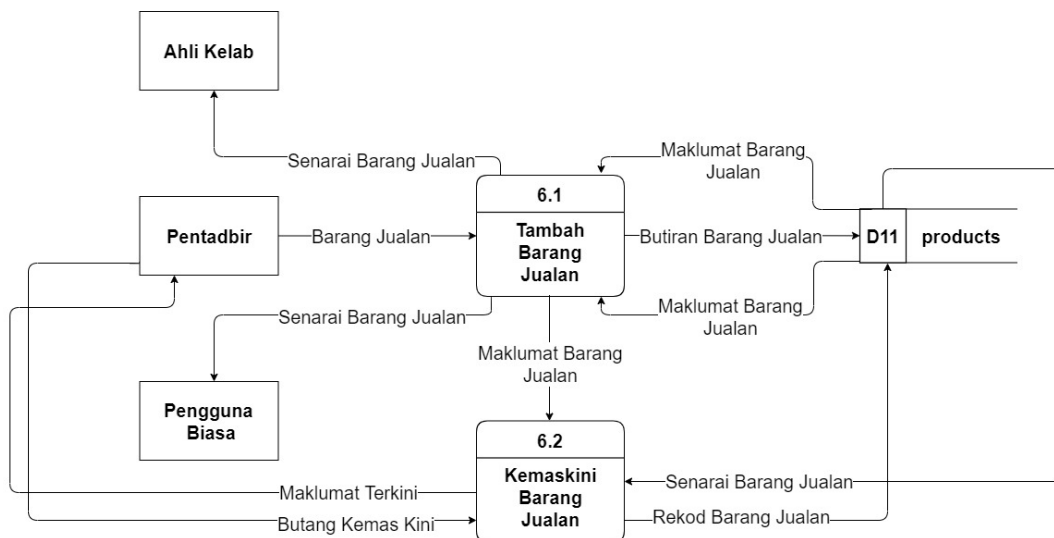 Ahli Kelab
Senarai Barang Jualan
Maklumat Barang
Jualan
6.1
Tambah
Barang
Jualan
Pentadbir
Barang Jualan
Butiran Barang Jualan
D11
products
Senarai Barang Jualan
Maklumat Barang
Jualan
Maklumat Barang
Jualan
Pengguna
Biasa
6.2
Kemaskini
Barang
Jualan
Senarai Barang Jualan
Maklumat Terkini
Rekod Barang Jualan
Butang Kemas Kini